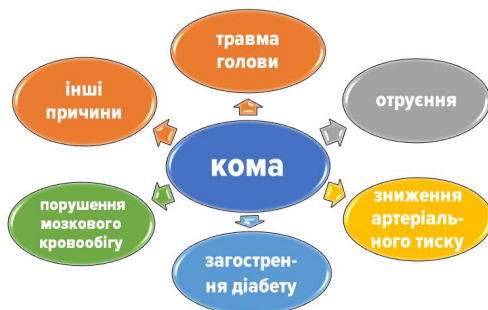 травма
голови
інші
причини
отруєння
кома
порушення
мозкового
кровообігу
зниження
артеріаль-
ного тиску
загострен-
ня діабету